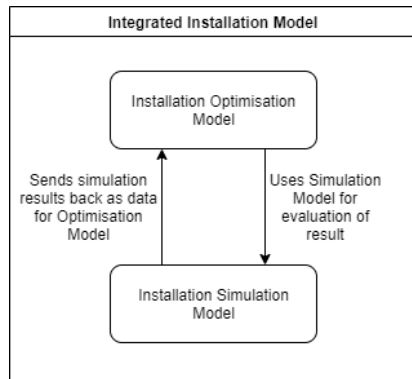 Integrated Installation Model
Installation Optimisation
Model
Sends simulation
results back as data
for Optimisation
Model
Uses Simulation
Model for
evaluation of
result
Installation Simulation
Model